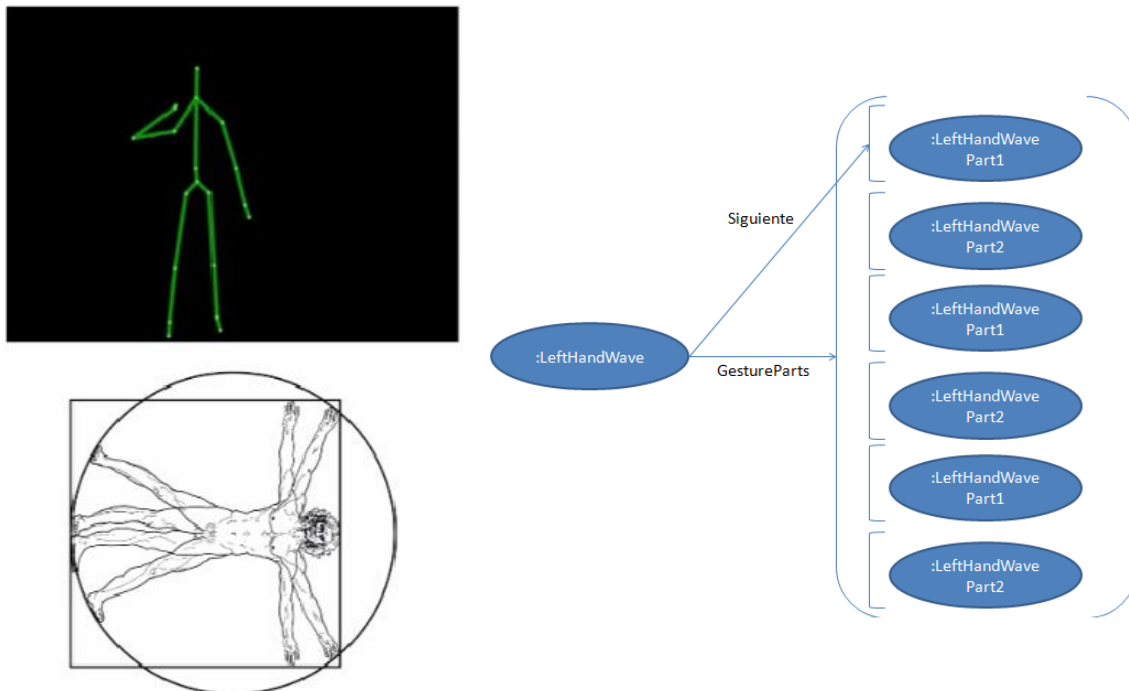 :LeftHandWave
Part1
Siguiente
:LeftHandWave
Part2
:LeftHandWave
Part1
:LeftHandWave
GestureParts
:LeftHandWave
Part2
:LeftHandWave
Part1
:LeftHandWave
Part2